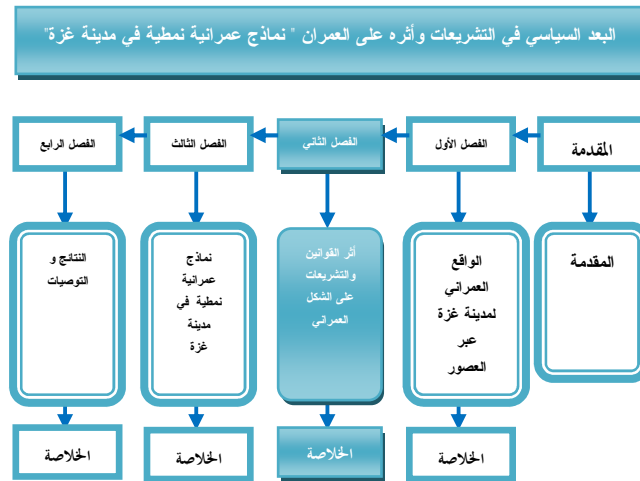 البعد السياسي في التشريعات وأثره على العمران " نماذج عمرانية نمطية في مدينة غزة"
المقدمة
الفصل الأول
الفصل الثاني
الفصل الثالث
الفصل الرابع
المقدمة
الواقع
العمراني
لمدينة غزة
عبر
العصور
أثر القوانين
والتشريعات
على الشكل
العمراني
نماذج
عمرانية
نمطية في
مدينة
غزة
النتائج و
التوصيات
الخلاصة
الخلاصة
الخلاصة
الخلاصة